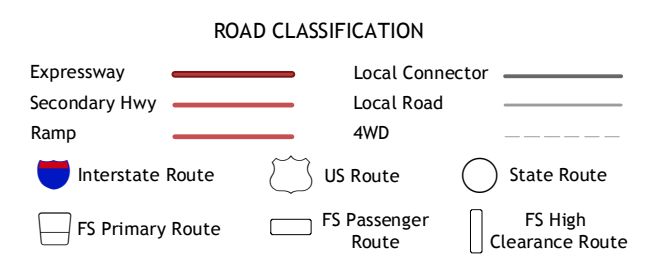 ROAD CLASSIFICATION
Expressway
Local Connector
Secondary Hwy
Local Road
Ramp
4WD
Interstate Route
US Route
State Route
FS Primary Route
FS Passenger
Route
FS High
Clearance Route